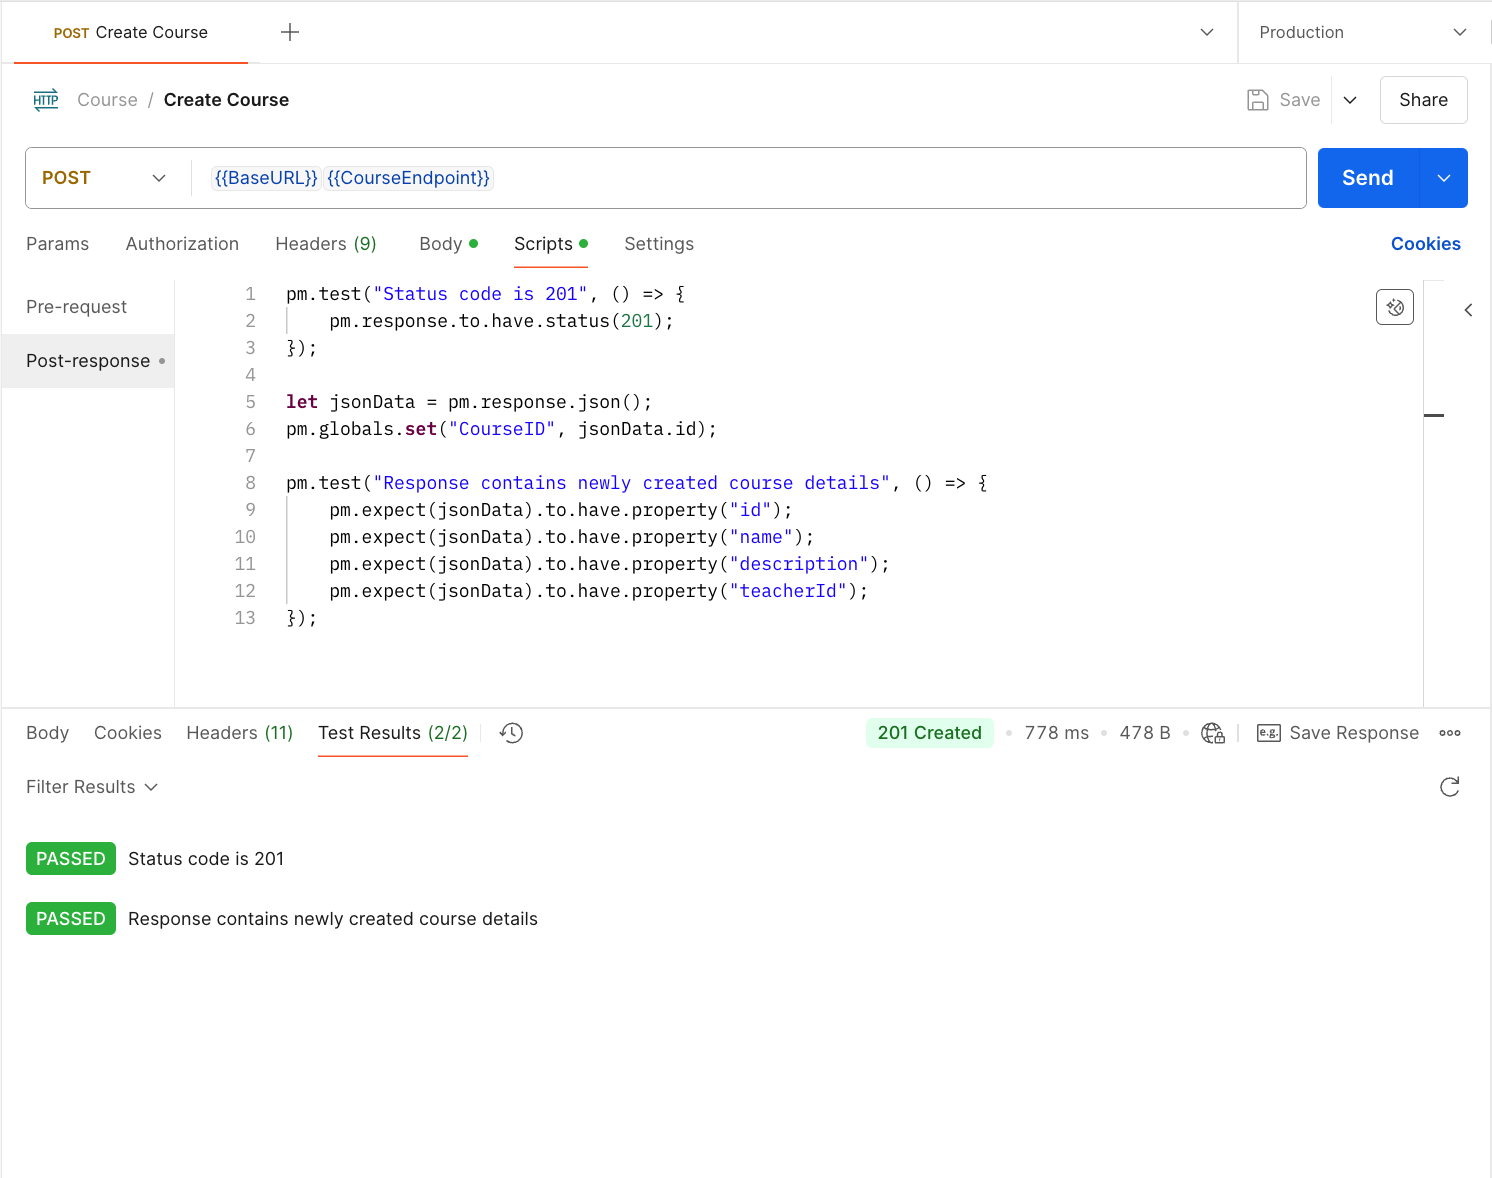 POST Create Course
Production
HTTP Course / Create Course
Save
Share
POST
{{BaseURL}} {{CourseEndpoint}}
Send
Params Authorization Headers (9) Body Scripts Settings
Cookies
Pre-request
Post-response
1 pm.test("Status code is 201", () => {
2     pm.response.to.have.status(201);
3 });
4
5 let jsonData = pm.response.json();
6 pm.globals.set("CourseID", jsonData.id);
7
8 pm.test("Response contains newly created course details", () => {
9     pm.expect(jsonData).to.have.property("id");
10     pm.expect(jsonData).to.have.property("name");
11     pm.expect(jsonData).to.have.property("description");
12     pm.expect(jsonData).to.have.property("teacherId");
13 });
Body Cookies Headers (11) Test Results (2/2)
201 Created • 778 ms • 478 B • e.g. Save Response
Filter Results
PASSED Status code is 201
PASSED Response contains newly created course details